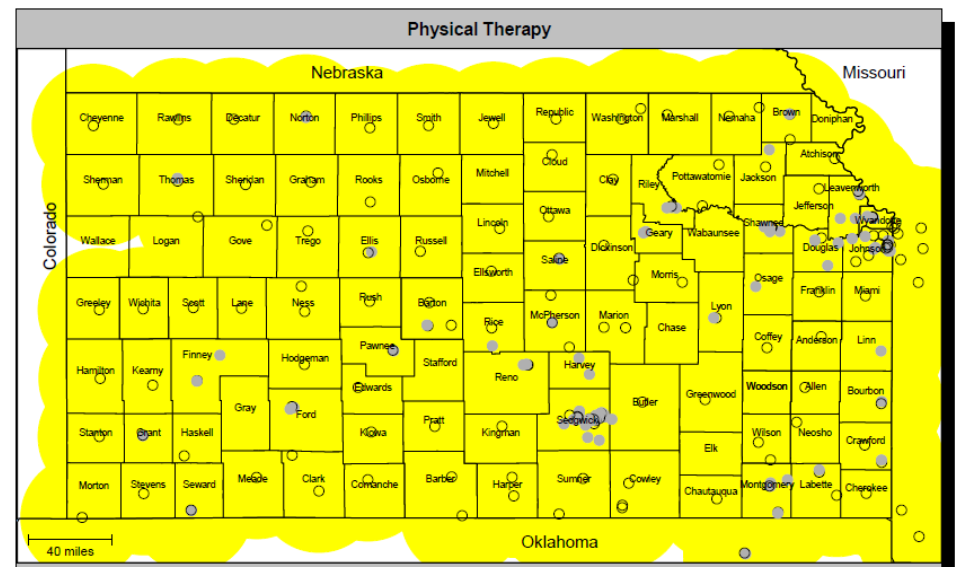 Physical Therapy
Nebraska
Missouri
Cheyenne Rawlins Decatur Norton Phillips Smith Jewell Republic Washington Marshall Nemaha Brown Doniphan
Cloud Atchison
Sherman Thomas Sheridan Graham Rooks Osborne Mitchell Clay Riley Pottawatomie Jackson Leavenworth
Jefferson
Lincoln Ottawa Shawnee Wyandotte
Colorado
Wallace Logan Gove Trego Ellis Russell Dickinson Geary Wabaunsee Douglas Johnson
Saline
Ellsworth Morris Osage
Greeley Wichita Scott Lane Ness Rush Barton Rice McPherson Marion Lyon Franklin Miami
Chase
Pawnee Coffey Anderson Linn
Hamilton Kearny Finney Hodgeman Stafford Reno Harvey
Edwards Woodson Allen Bourbon
Gray Ford Butler Greenwood
Stanton Grant Haskell Kiowa Pratt Kingman Sedgwick Wilson Neosho Crawford
Elk
Morton Stevens Seward Meade Clark Comanche Barber Harper Sumner Cowley Chautauqua Montgomery Labette Cherokee
40 miles
Oklahoma